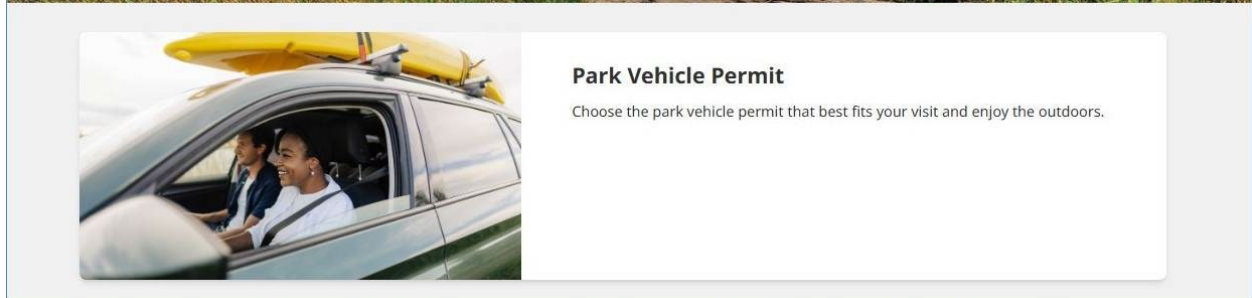 Park Vehicle Permit
Choose the park vehicle permit that best fits your visit and enjoy the outdoors.